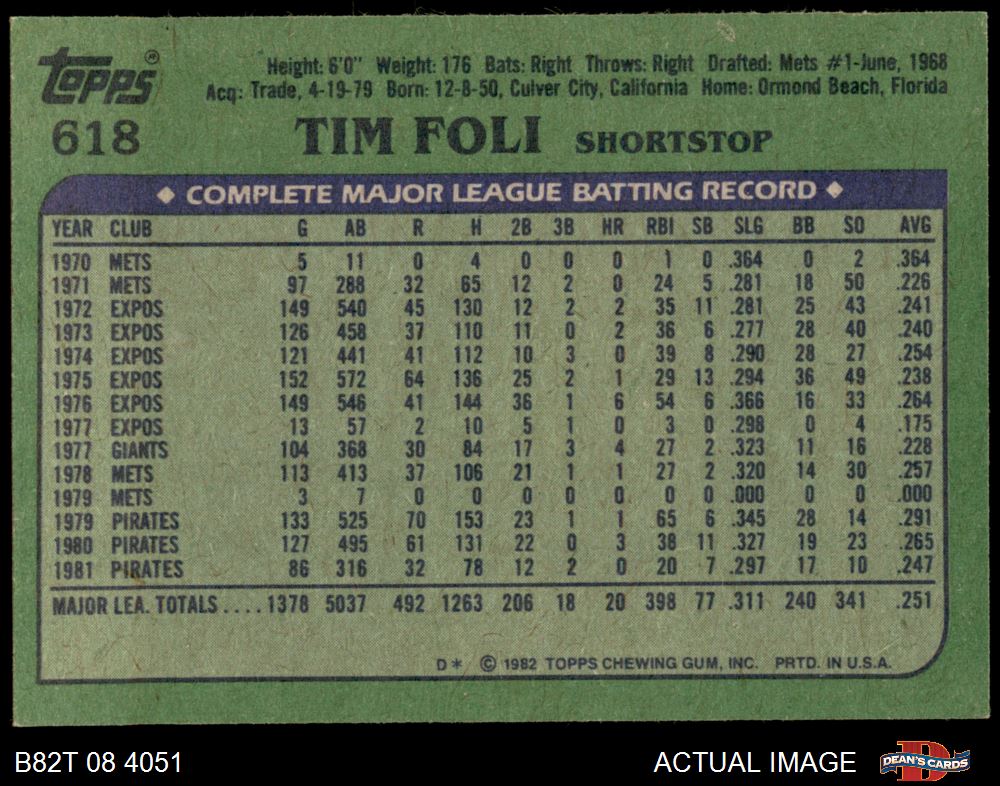 Topps®
Height: 6'0" Weight: 176 Bats: Right Throws: Right Drafted: Mets #1-June, 1968
Acq: Trade, 4-19-79 Born: 12-8-50, Culver City, California Home: Ormond Beach, Florida
618 TIM FOLI SHORTSTOP
◆ COMPLETE MAJOR LEAGUE BATTING RECORD ◆
YEAR CLUB G AB R H 2B 3B HR RBI SB SLG BB SO AVG
1970 METS 5 11 0 4 0 0 0 1 0 .364 0 2 .364
1971 METS 97 288 32 65 12 2 0 24 5 .281 18 50 .226
1972 EXPOS 149 540 45 130 12 2 2 35 11 .281 25 43 .241
1973 EXPOS 126 458 37 110 11 0 2 36 6 .277 28 40 .240
1974 EXPOS 121 441 41 112 10 3 0 39 8 .290 28 27 .254
1975 EXPOS 152 572 64 136 25 2 1 29 13 .294 36 49 .238
1976 EXPOS 149 546 41 144 36 1 6 54 6 .366 16 33 .264
1977 EXPOS 13 57 2 10 5 1 0 3 0 .298 0 4 .175
1977 GIANTS 104 368 30 84 17 3 4 27 2 .323 11 16 .228
1978 METS 113 413 37 106 21 1 1 27 2 .320 14 30 .257
1979 METS 3 7 0 0 0 0 0 0 0 .000 0 0 .000
1979 PIRATES 133 525 70 153 23 1 1 65 6 .345 28 14 .291
1980 PIRATES 127 495 61 131 22 0 3 38 11 .327 19 23 .265
1981 PIRATES 86 316 32 78 12 2 0 20 7 .297 17 10 .247
MAJOR LEA. TOTALS....1378 5037 492 1263 206 18 20 398 77 .311 240 341 .251
D* © 1982 TOPPS CHEWING GUM, INC. PRTD. IN U.S.A.
B82T 08 4051 ACTUAL IMAGE D DEAN'S CARDS